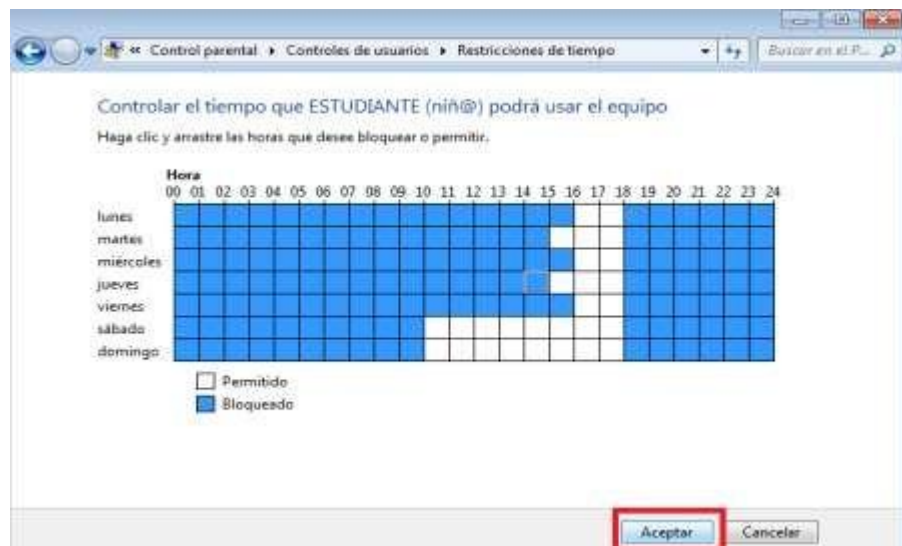 « Control parental ▸ Controles de usuarios ▸ Restricciones de tiempo
Buscar en el P...
Controlar el tiempo que ESTUDIANTE (niñ@) podrá usar el equipo
Haga clic y arrastre las horas que desee bloquear o permitir.
Hora
00 01 02 03 04 05 06 07 08 09 10 11 12 13 14 15 16 17 18 19 20 21 22 23 24
lunes
martes
miércoles
jueves
viernes
sábado
domingo
Permitido
Bloqueado
Aceptar Cancelar